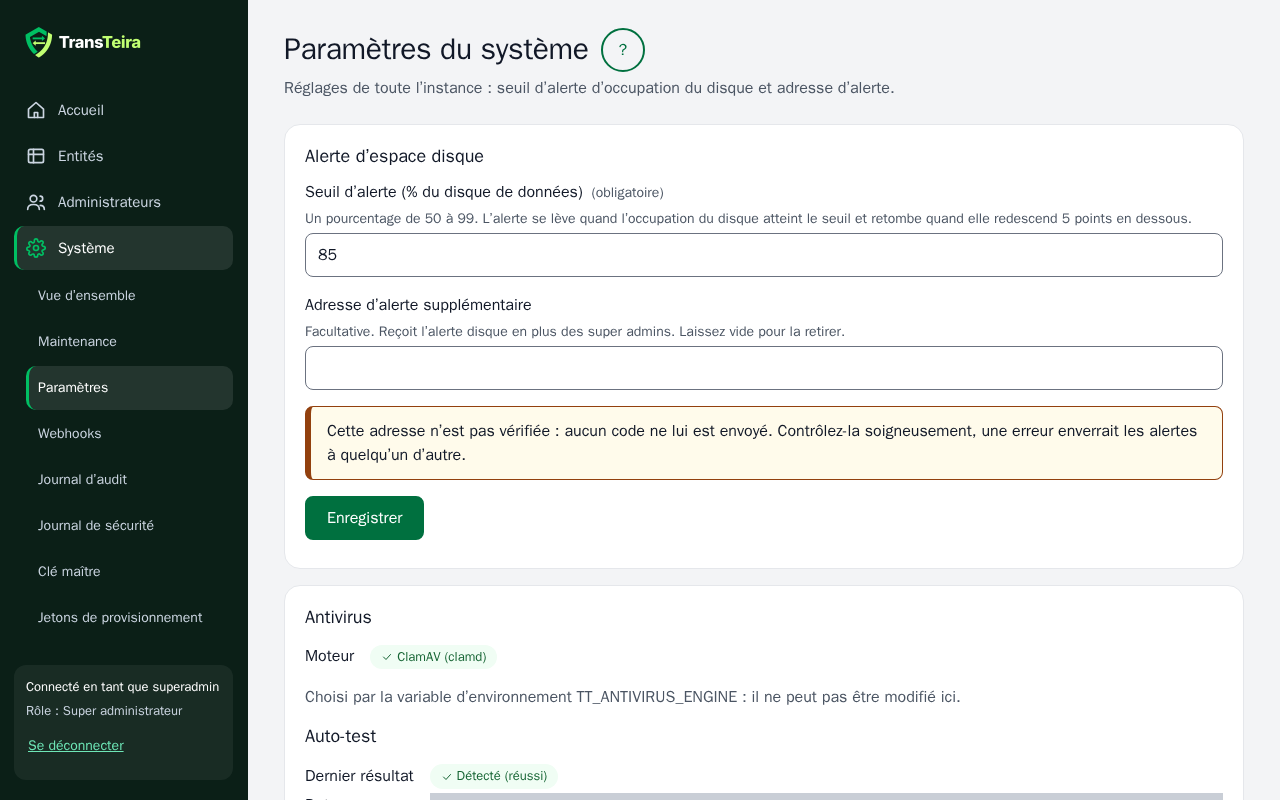 TransTeira
Accueil
Entités
Administrateurs
Système
Vue d'ensemble
Maintenance
Paramètres
Webhooks
Journal d'audit
Journal de sécurité
Clé maître
Jetons de provisionnement
Connecté en tant que superadmin
Rôle : Super administrateur
Se déconnecter
Paramètres du système ?
Réglages de toute l'instance : seuil d'alerte d'occupation du disque et adresse d'alerte.
Alerte d'espace disque
Seuil d'alerte (% du disque de données) (obligatoire)
Un pourcentage de 50 à 99. L'alerte se lève quand l'occupation du disque atteint le seuil et retombe quand elle redescend 5 points en dessous.
85
Adresse d'alerte supplémentaire
Facultative. Reçoit l'alerte disque en plus des super admins. Laissez vide pour la retirer.
Cette adresse n'est pas vérifiée : aucun code ne lui est envoyé. Contrôlez-la soigneusement, une erreur enverrait les alertes
à quelqu'un d'autre.
Enregistrer
Antivirus
Moteur ✓ ClamAV (clamd)
Choisi par la variable d'environnement TT_ANTIVIRUS_ENGINE : il ne peut pas être modifié ici.
Auto-test
Dernier résultat ✓ Détecté (réussi)